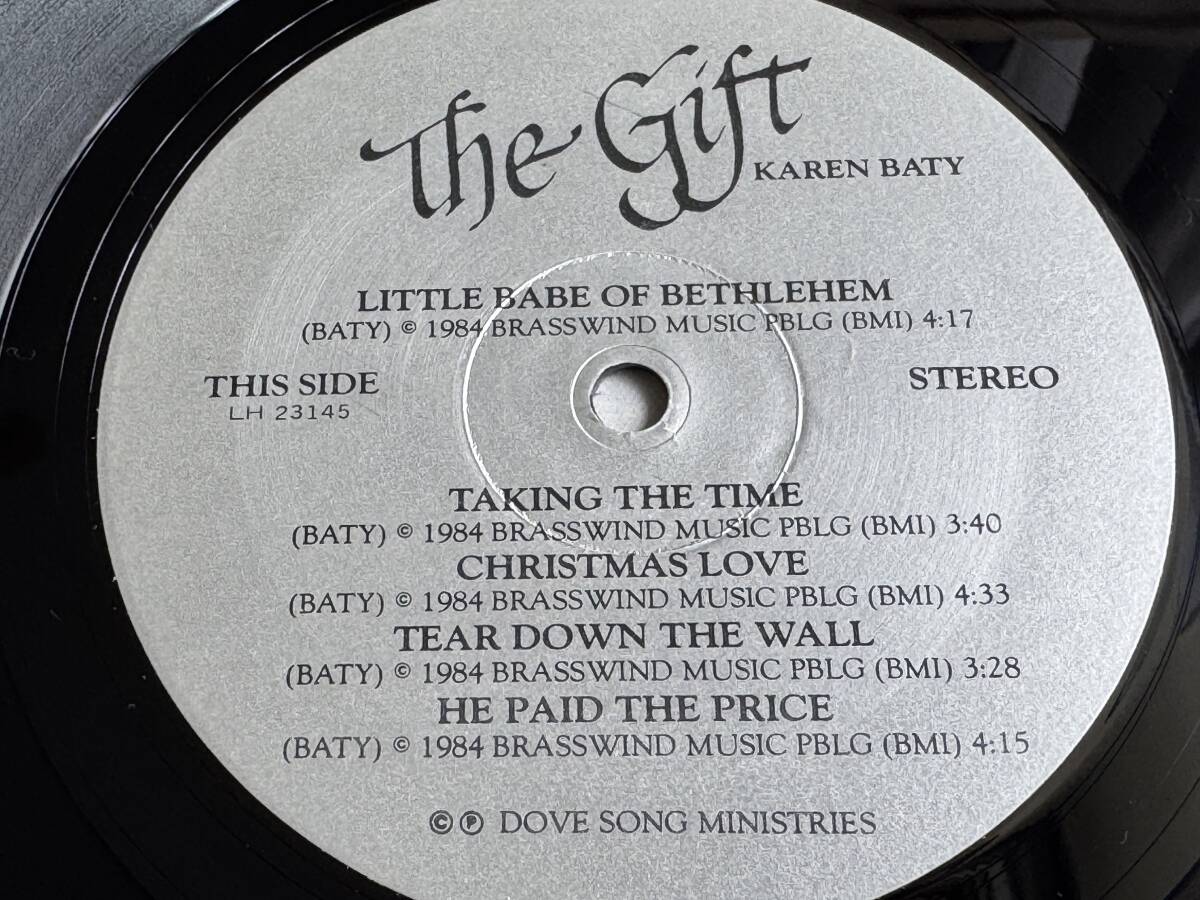 The Gift
KAREN BATY
LITTLE BABE OF BETHLEHEM
(BATY) © 1984 BRASSWIND MUSIC PBLG (BMI) 4:17
THIS SIDE
STEREO
LH 23145
TAKING THE TIME
(BATY) © 1984 BRASSWIND MUSIC PBLG (BMI) 3:40
CHRISTMAS LOVE
(BATY) © 1984 BRASSWIND MUSIC PBLG (BMI) 4:33
TEAR DOWN THE WALL
(BATY) © 1984 BRASSWIND MUSIC PBLG (BMI) 3:28
HE PAID THE PRICE
(BATY) © 1984 BRASSWIND MUSIC PBLG (BMI) 4:15
© ℗ DOVE SONG MINISTRIES